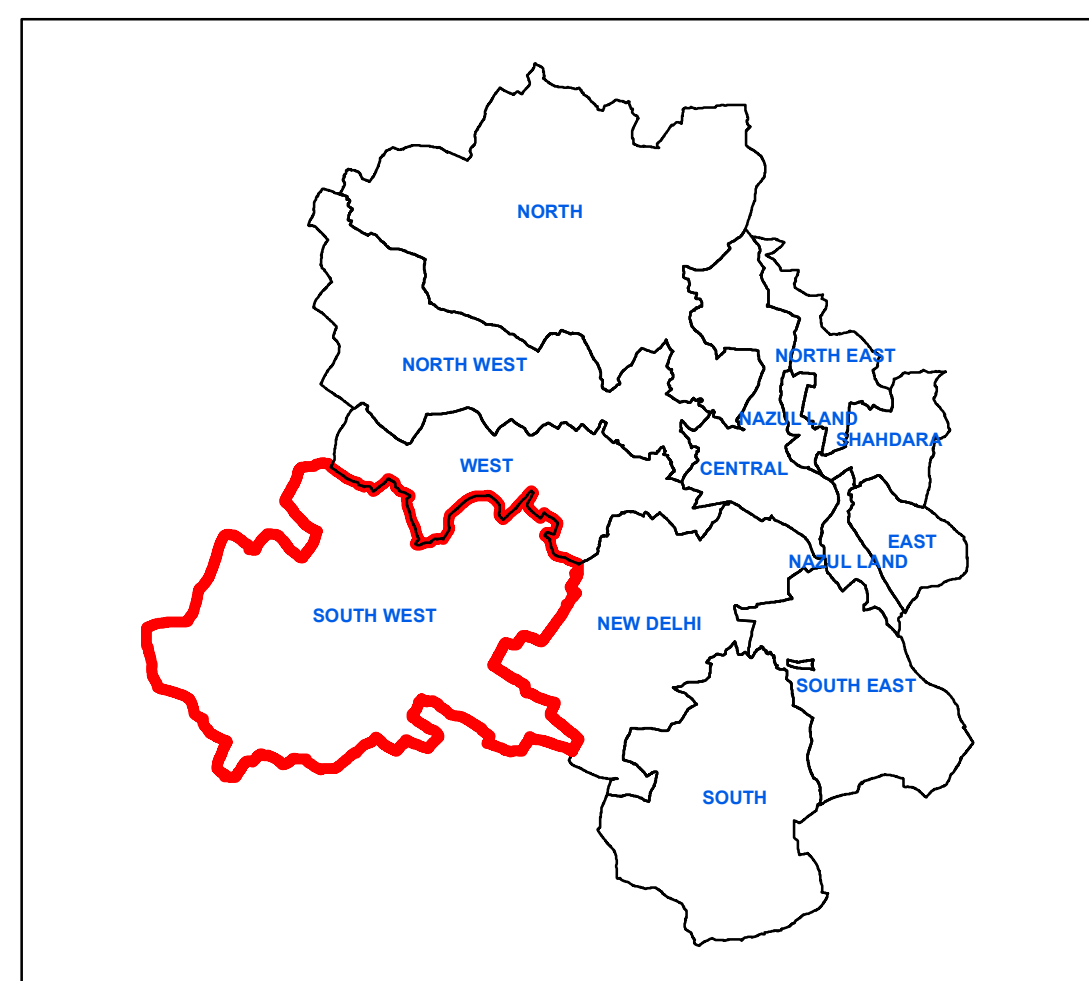 NORTH
NORTH EAST
NORTH WEST
NAZUL LAND
SHAHDARA
WEST
CENTRAL
EAST
NAZUL LAND
SOUTH WEST
NEW DELHI
SOUTH EAST
SOUTH